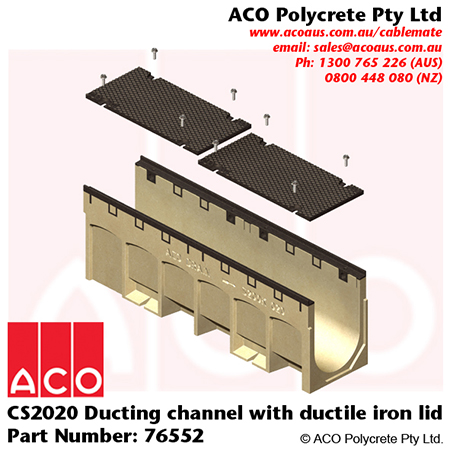 ACO Polycrete Pty Ltd
www.acoaus.com.au/cablemate
email: sales@acoaus.com.au
Ph: 1300 765 226 (AUS)
0800 448 080 (NZ)
ACO
CS2020 Ducting channel with ductile iron lid
Part Number: 76552
© ACO Polycrete Pty Ltd.